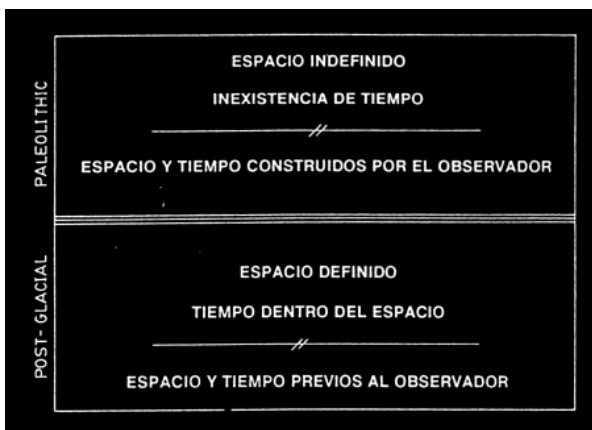 PALEOLITHIC
ESPACIO INDEFINIDO
INEXISTENCIA DE TIEMPO
ESPACIO Y TIEMPO CONSTRUIDOS POR EL OBSERVADOR
POST-GLACIAL
ESPACIO DEFINIDO
TIEMPO DENTRO DEL ESPACIO
ESPACIO Y TIEMPO PREVIOS AL OBSERVADOR